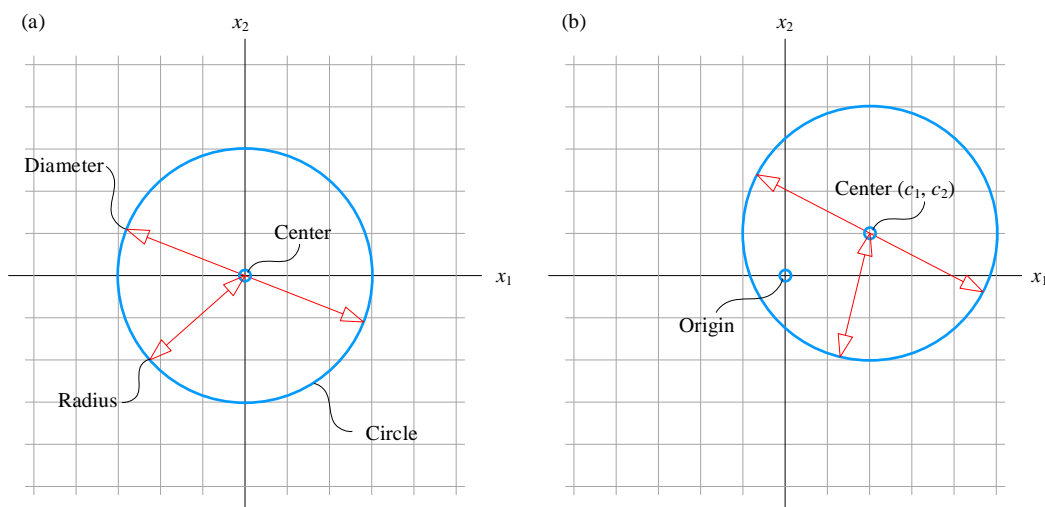 (a)
x₂
Diameter
Center
x₁
Radius
Circle
(b)
x₂
Center (c₁, c₂)
x₁
Origin